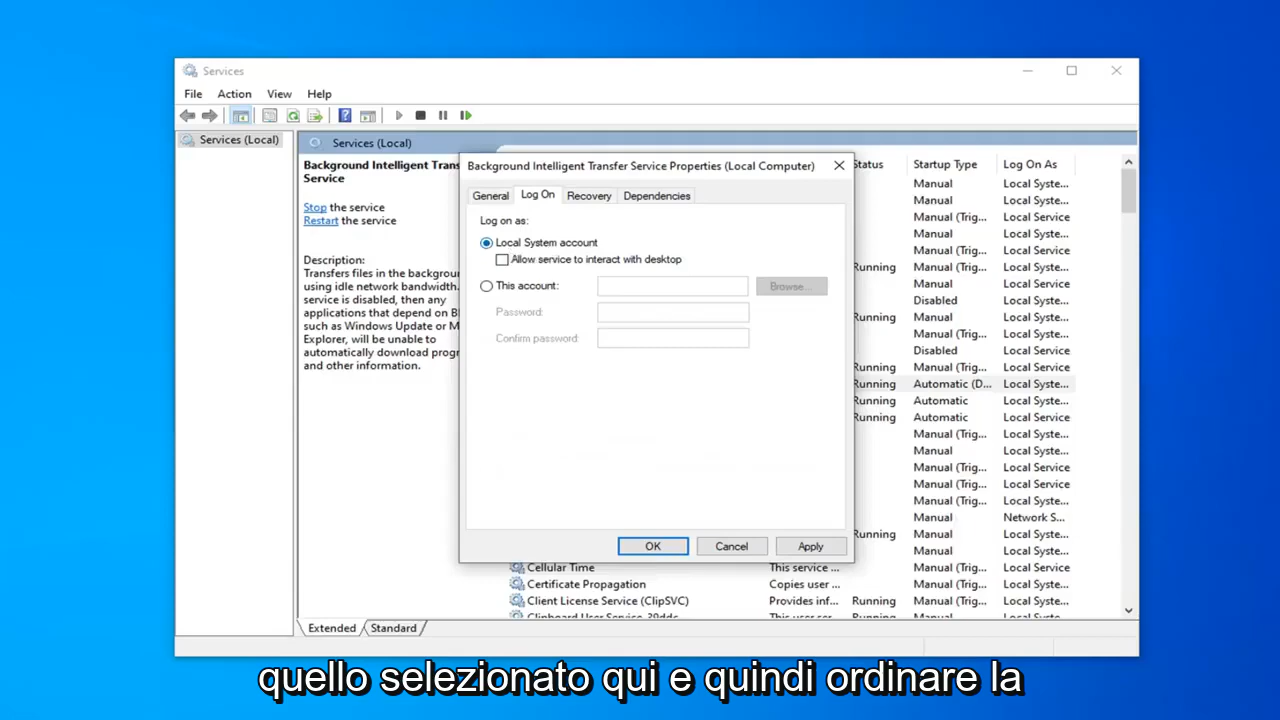 Services
File Action View Help
Services (Local)
Services (Local)
Background Intelligent Trans
Service
Stop the service
Restart the service
Description:
Transfers files in the backgrou
using idle network bandwidth.
service is disabled, then any
applications that depend on B
such as Windows Update or M
Explorer, will be unable to
automatically download progr
and other information.
Background Intelligent Transfer Service Properties (Local Computer)
General Log On Recovery Dependencies
Log on as:
Local System account
Allow service to interact with desktop
This account:
Browse...
Password:
Confirm password:
OK Cancel Apply
Status Startup Type Log On As
Manual Local Syste...
Manual Local Syste...
Manual (Trig... Local Service
Manual Local Syste...
Manual (Trig... Local Syste...
Running Manual (Trig... Local Syste...
Manual Local Service
Disabled Local Syste...
Running Manual Local Syste...
Manual (Trig... Local Syste...
Disabled Local Service
Running Manual (Trig... Local Service
Running Automatic (D... Local Syste...
Running Automatic Local Syste...
Running Automatic Local Service
Manual (Trig... Local Syste...
Manual Local Syste...
Manual (Trig... Local Service
Manual (Trig... Local Syste...
Manual (Trig... Local Service
Manual Network S...
Running Manual (Trig... Local Syste...
Manual Local Syste...
Cellular Time This service ... Manual (Trig... Local Service
Certificate Propagation Copies user ... Manual (Trig... Local Syste...
Client License Service (ClipSVC) Provides inf... Running Manual (Trig... Local Syste...
Extended Standard
quello selezionato qui e quindi ordinare la